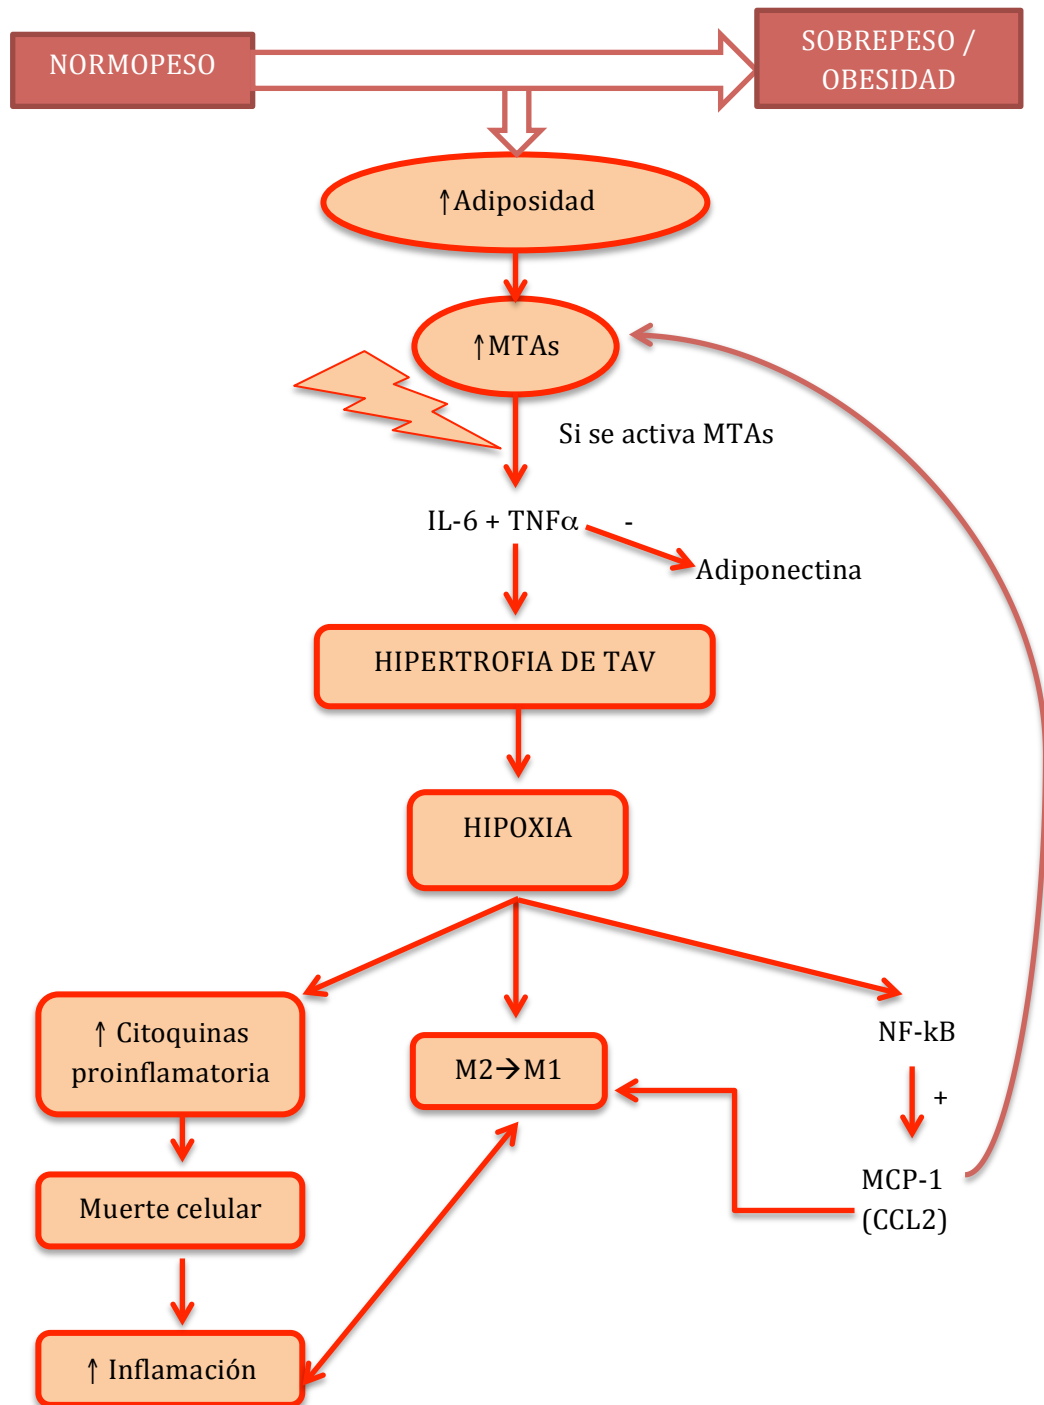 NORMOPESO
SOBREPESO /
OBESIDAD
↑Adiposidad
↑MTAs
Si se activa MTAs
IL-6 + TNFα -
Adiponectina
HIPERTROFIA DE TAV
HIPOXIA
↑ Citoquinas
proinflamatoria
M2→M1
NF-kB
+
Muerte celular
MCP-1
(CCL2)
↑ Inflamación